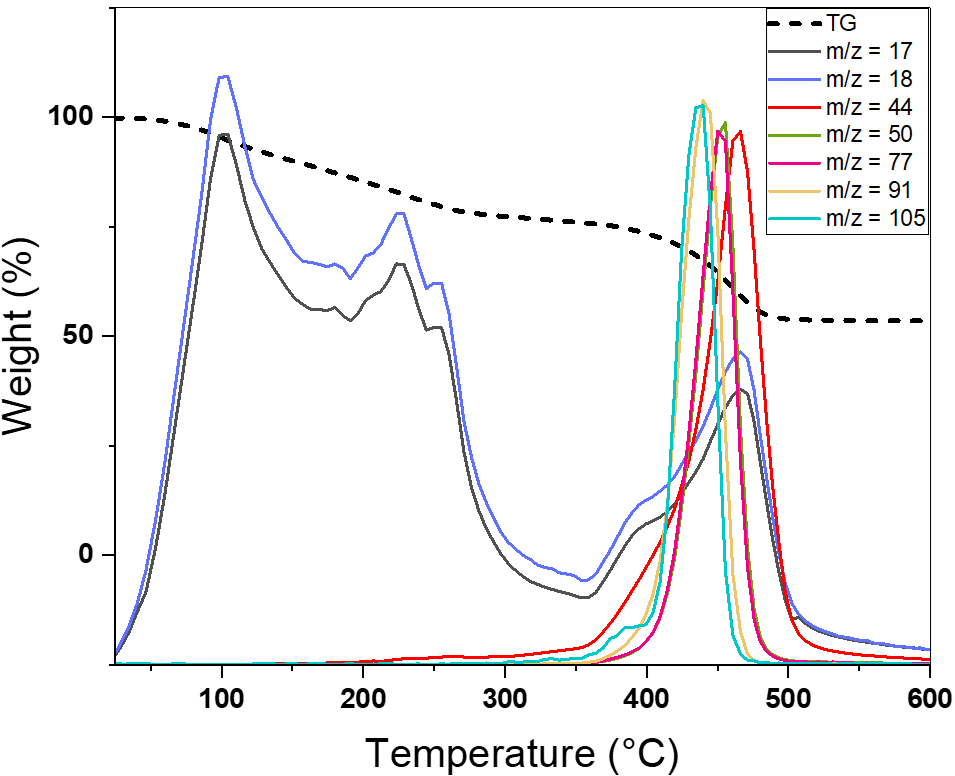 TG
m/z = 17
m/z = 18
m/z = 44
m/z = 50
m/z = 77
m/z = 91
m/z = 105
Weight (%)
100
50
0
100
200
300
400
500
600
Temperature (°C)